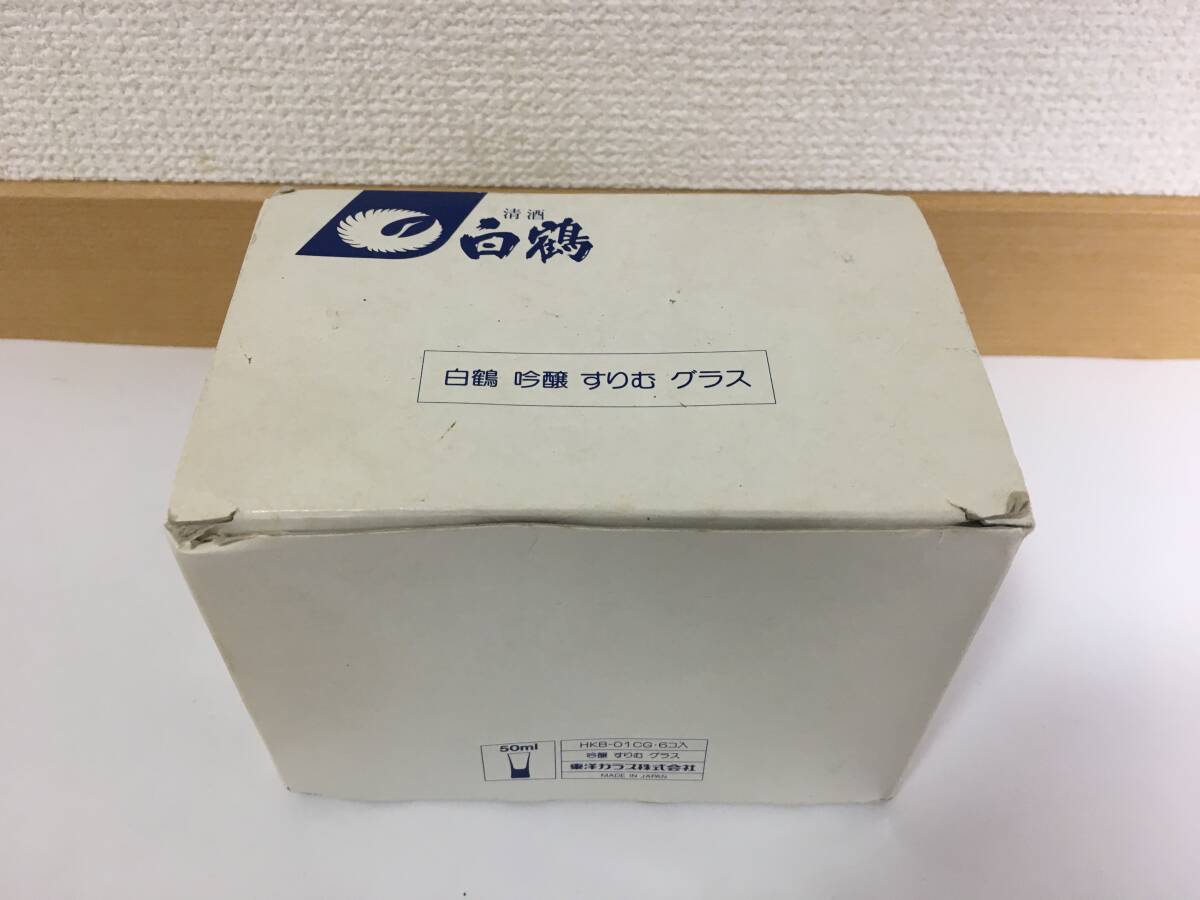 清酒
白鶴
白鶴 吟醸 すりむ グラス
50ml
HKB-01CG・6コ入
吟醸 すりむ グラス
東洋ガラス株式会社
MADE IN JAPAN